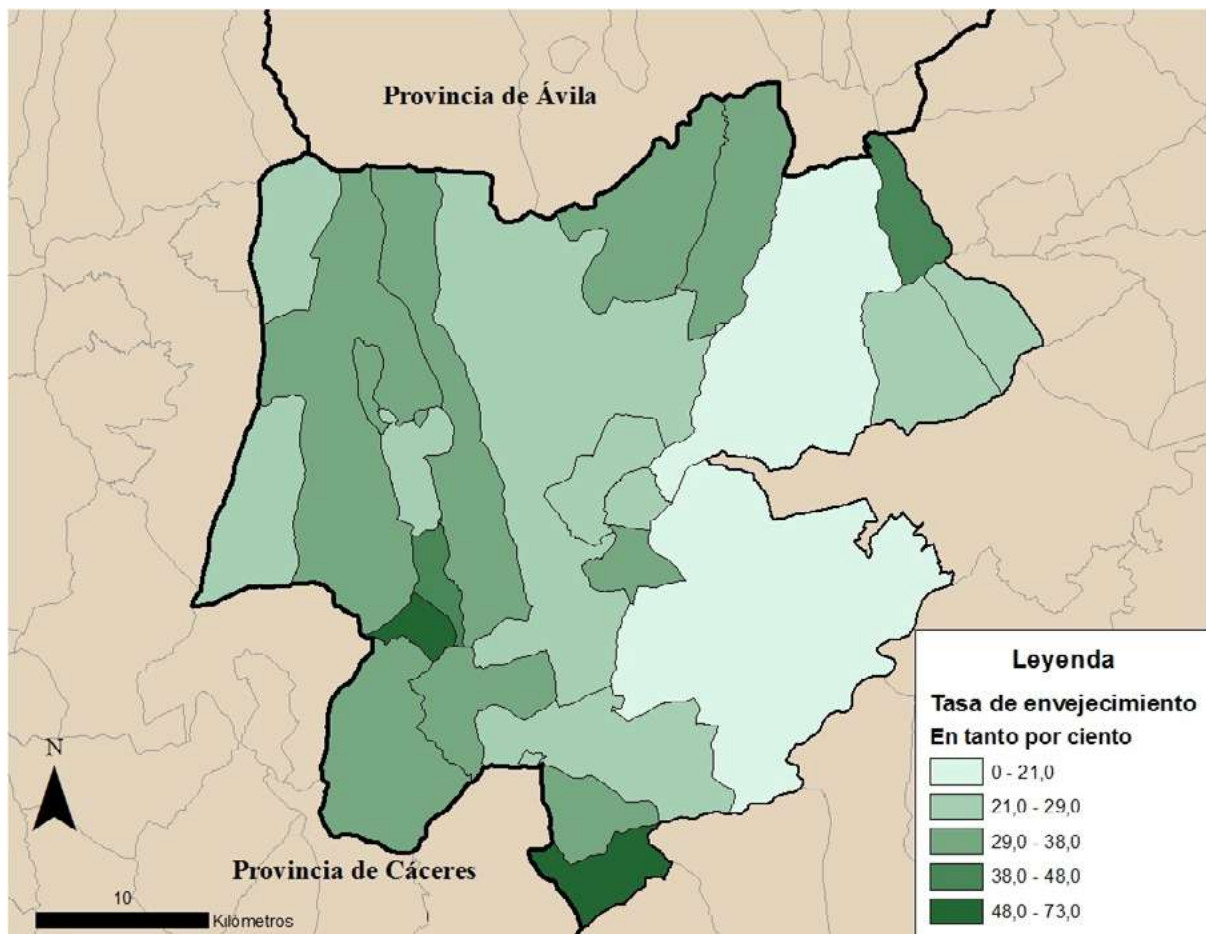 Provincia de Ávila
Provincia de Cáceres
N
10
Kilómetros
Leyenda
Tasa de envejecimiento
En tanto por ciento
0 - 21,0
21,0 - 29,0
29,0 - 38,0
38,0 - 48,0
48,0 - 73,0